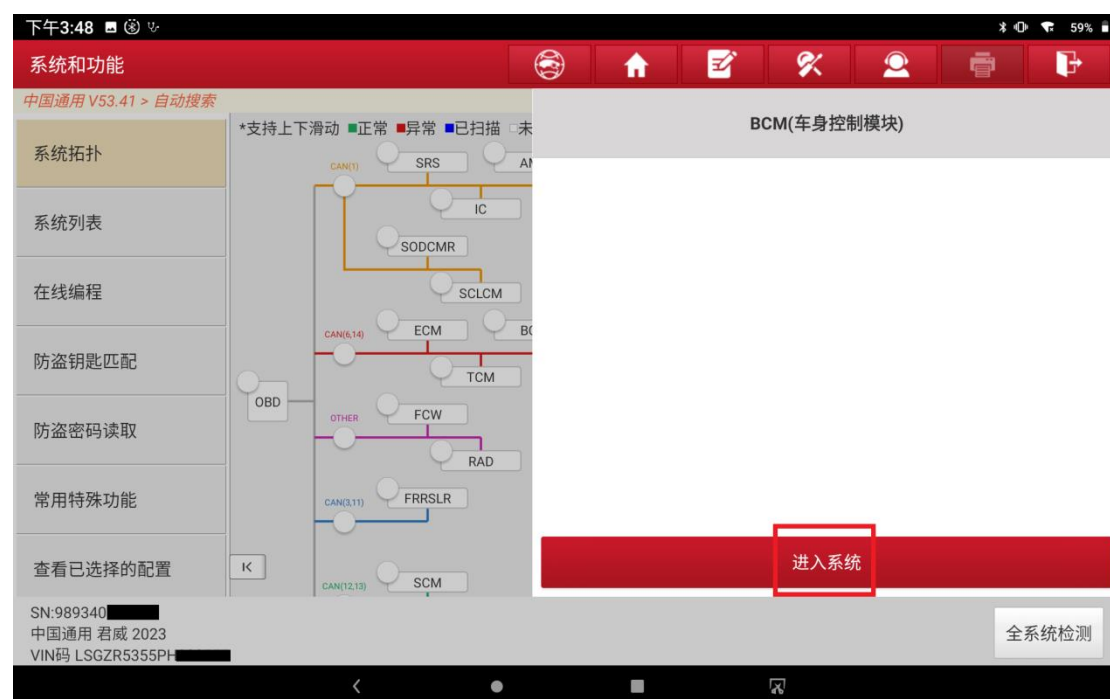 下午3:48
59%
系统和功能
中国通用 V53.41 > 自动搜索
系统拓扑
系统列表
在线编程
防盗钥匙匹配
防盗密码读取
常用特殊功能
查看已选择的配置
*支持上下滑动 正常 异常 已扫描 未
CAN(1)
SRS
IC
SODCMR
SCLCM
CAN(6,14)
ECM
TCM
OBD
OTHER
FCW
RAD
CAN(3,11)
FRRSLR
CAN(12,13)
SCM
BCM(车身控制模块)
进入系统
SN:989340
中国通用 君威 2023
VIN码 LSGZR5355PH
全系统检测